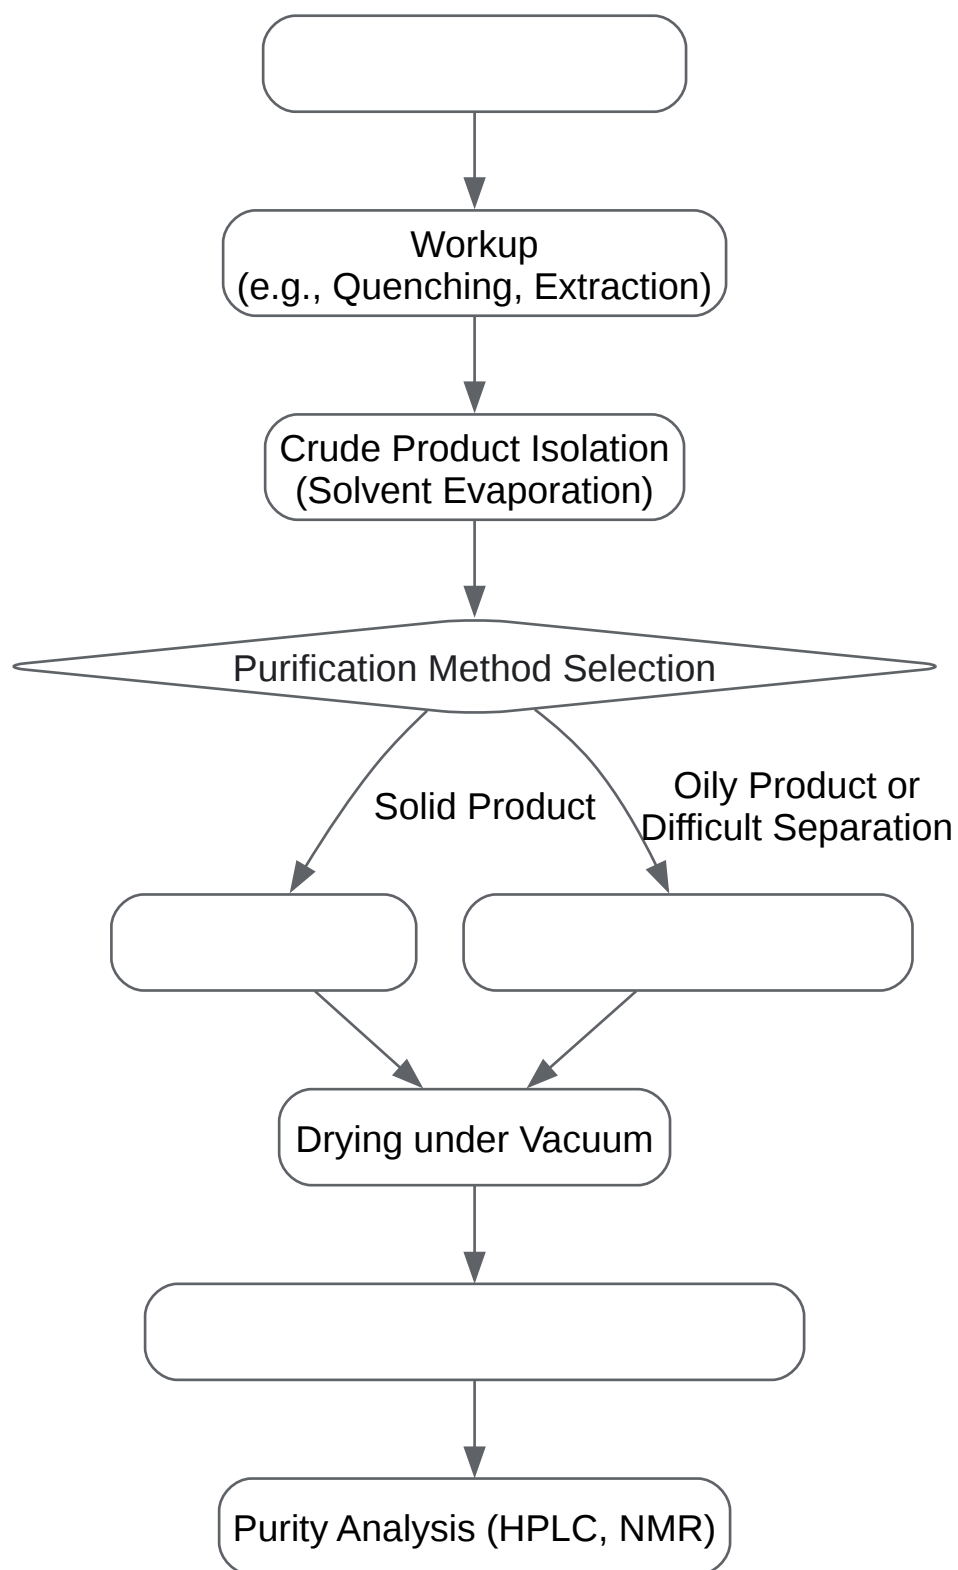 Workup
(e.g., Quenching, Extraction)
Crude Product Isolation
(Solvent Evaporation)
Purification Method Selection
Solid Product
Oily Product or
Difficult Separation
Drying under Vacuum
Purity Analysis (HPLC, NMR)